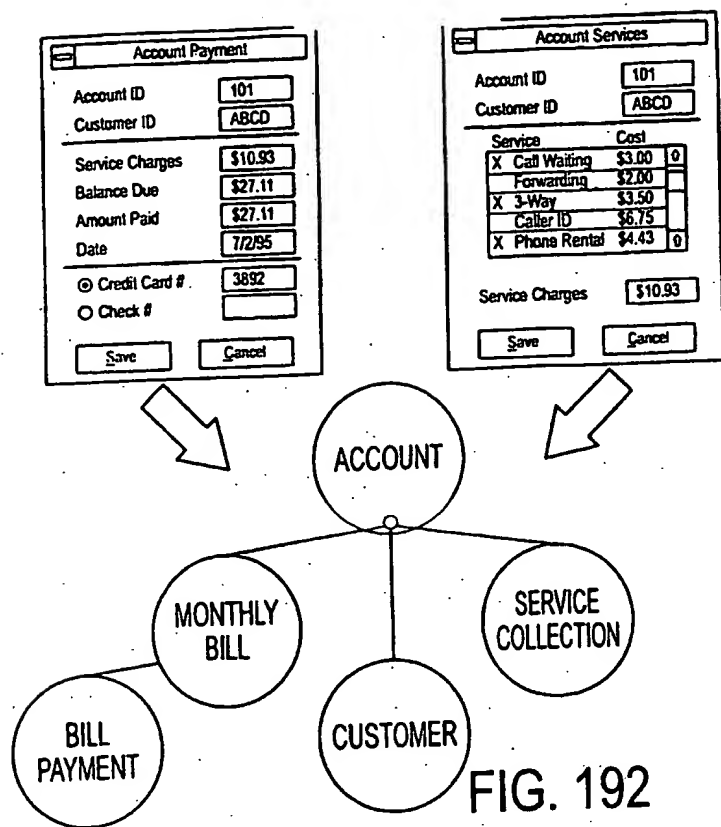 Account Payment
Account ID 101
Customer ID ABCD
Service Charges $10.93
Balance Due $27.11
Amount Paid $27.11
Date 7/2/95
Credit Card # 3892
Check #
Save Cancel
Account Services
Account ID 101
Customer ID ABCD
Service Cost
X Call Waiting $3.00
Forwarding $2.00
X 3-Way $3.50
Caller ID $6.75
X Phone Rental $4.43
Service Charges $10.93
Save Cancel
ACCOUNT
MONTHLY
BILL
SERVICE
COLLECTION
BILL
PAYMENT
CUSTOMER
FIG. 192